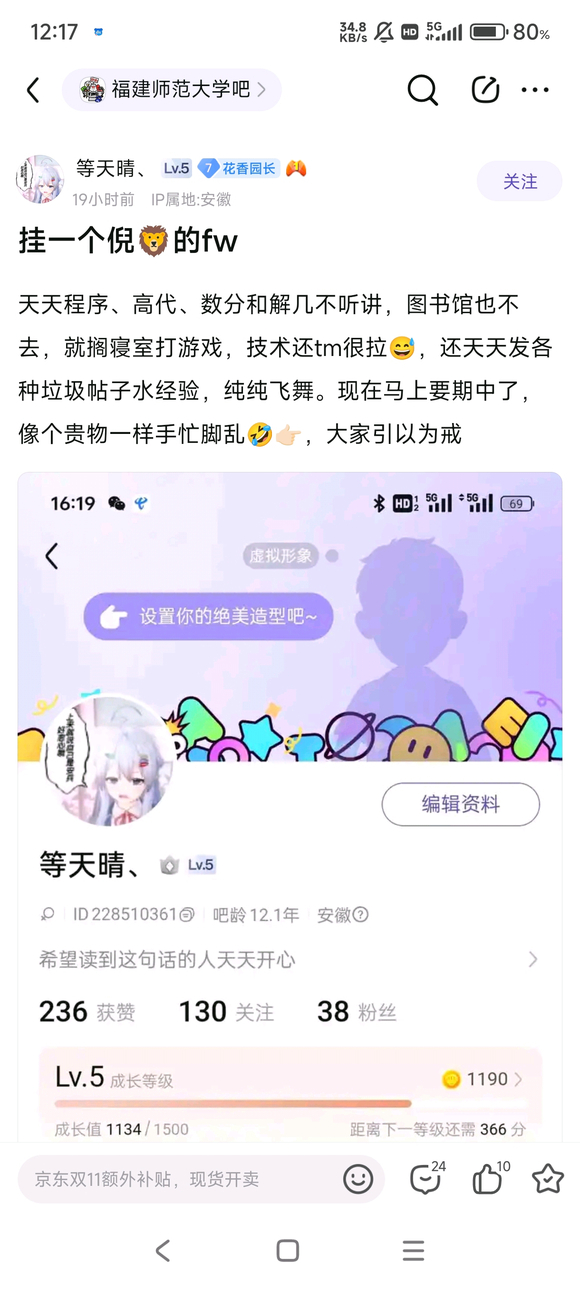 12:17
34.8 KB/s HD 5G 80%
福建师范大学吧
等天晴、 Lv.5 7 花香园长
19小时前 IP属地:安徽
关注
挂一个倪🦁的fw
天天程序、高代、数分和解几不听讲，图书馆也不
去，就搁寝室打游戏，技术还tm很拉😅，还天天发各
种垃圾帖子水经验，纯纯飞舞。现在马上要期中了，
像个贵物一样手忙脚乱🤣👉🏻，大家引以为戒
16:19
HD 1 2 5G 5G 69
虚拟形象
设置你的绝美造型吧~
编辑资料
等天晴、 Lv.5
ID 228510361 吧龄 12.1年 安徽
希望读到这句话的人天天开心
236 获赞 130 关注 38 粉丝
Lv.5 成长等级 1190
成长值 1134 / 1500 距离下一等级还需 366 分
京东双11额外补贴，现货开卖
24
10